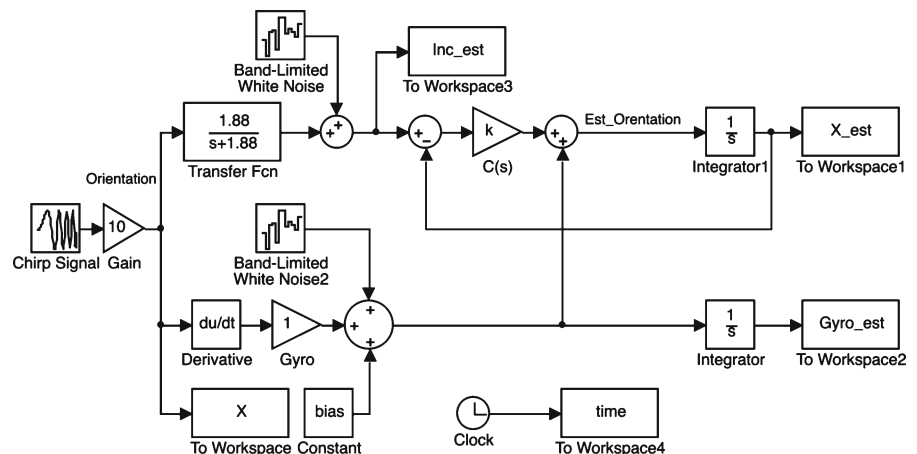 Band-Limited
White Noise
Inc_est
To Workspace3
1.88
s+1.88
Transfer Fcn
+
+
+
−
k
C(s)
+
+
Est_Orentation
1
s
Integrator1
X_est
To Workspace1
Orientation
Chirp Signal
10
Gain
Band-Limited
White Noise2
du/dt
Derivative
1
Gyro
+
+
+
1
s
Integrator
Gyro_est
To Workspace2
X
To Workspace
bias
Constant
Clock
time
To Workspace4